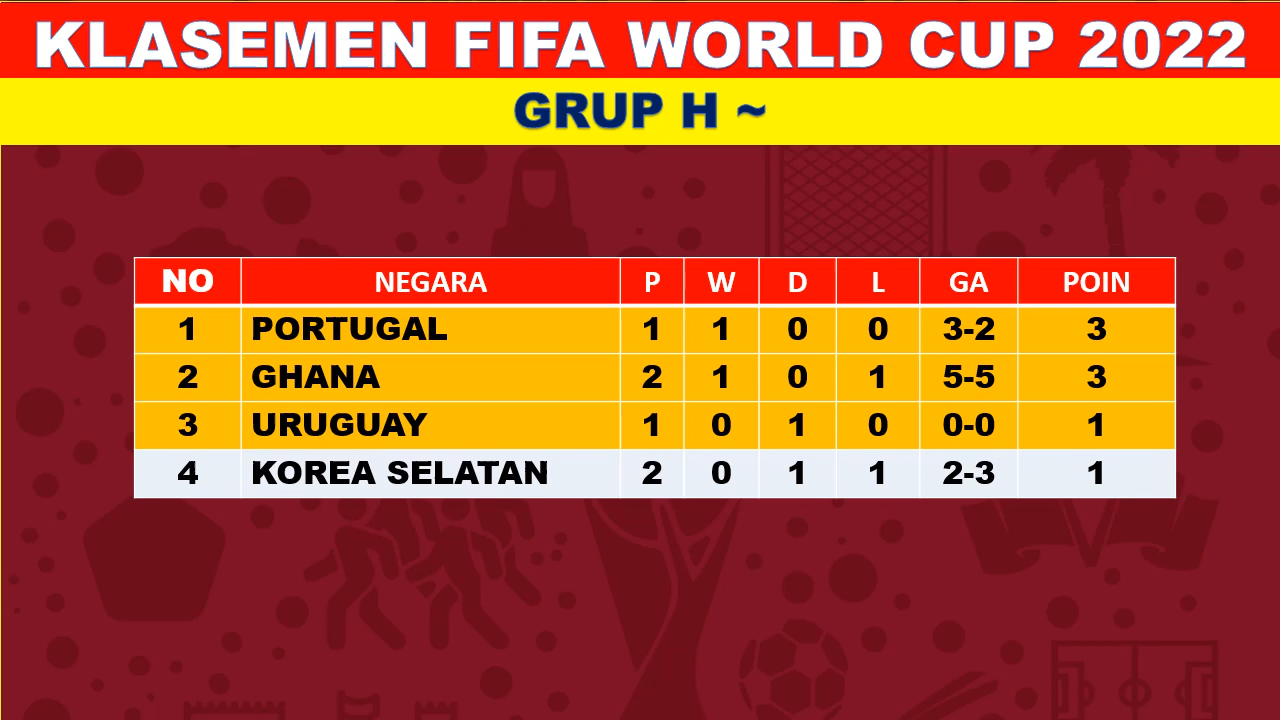 KLASEMEN FIFA WORLD CUP 2022
GRUP H ~
NO NEGARA P W D L GA POIN
1 PORTUGAL 1 1 0 0 3-2 3
2 GHANA 2 1 0 1 5-5 3
3 URUGUAY 1 0 1 0 0-0 1
4 KOREA SELATAN 2 0 1 1 2-3 1